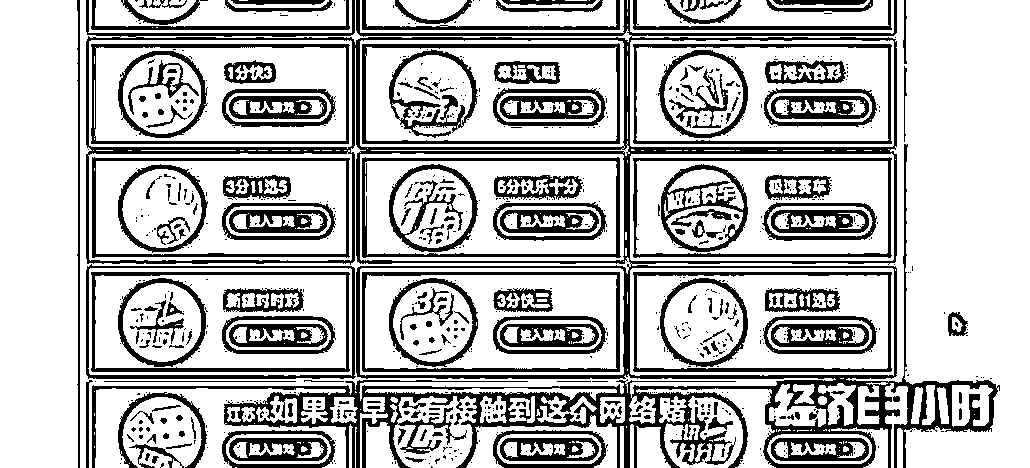 1分快3
幸运飞艇
香港六合彩
进入游戏
进入游戏
进入游戏
3分11选5
5分快乐十分
极速赛车
进入游戏
进入游戏
进入游戏
新疆时时彩
3分快三
江西11选5
进入游戏
进入游戏
进入游戏
江苏快
如果最早没有接触到这个网络赌博
经济半小时
进入游戏
进入游戏
进入游戏